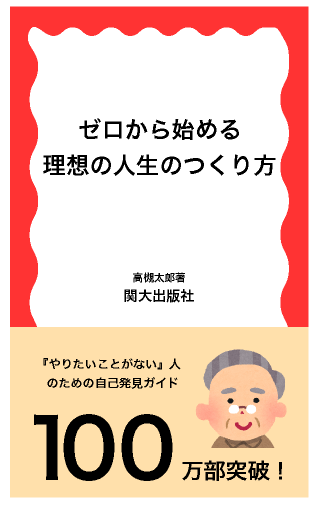 ゼロから始める
理想の人生のつくり方
高槻太郎著
関大出版社
『やりたいことがない』人
のための自己発見ガイド
100
万部突破！